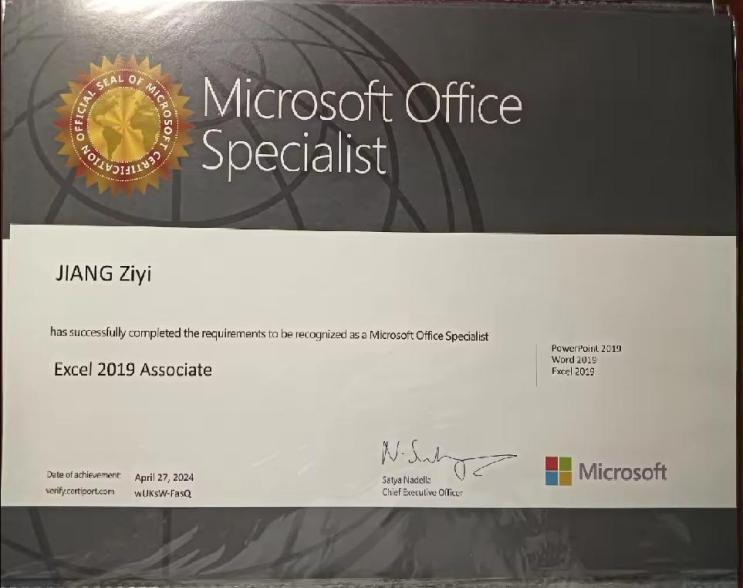 OFFICIAL SEAL OF MICROSOFT CERTIFICATION
Microsoft Office
Specialist
JIANG Ziyi
has successfully completed the requirements to be recognized as a Microsoft Office Specialist
Excel 2019 Associate
PowerPoint 2019
Word 2019
Excel 2019
Date of achievement: April 27, 2024
verify.certiport.com wUKsW-FasQ
N. Satya
Satya Nadella
Chief Executive Officer
Microsoft